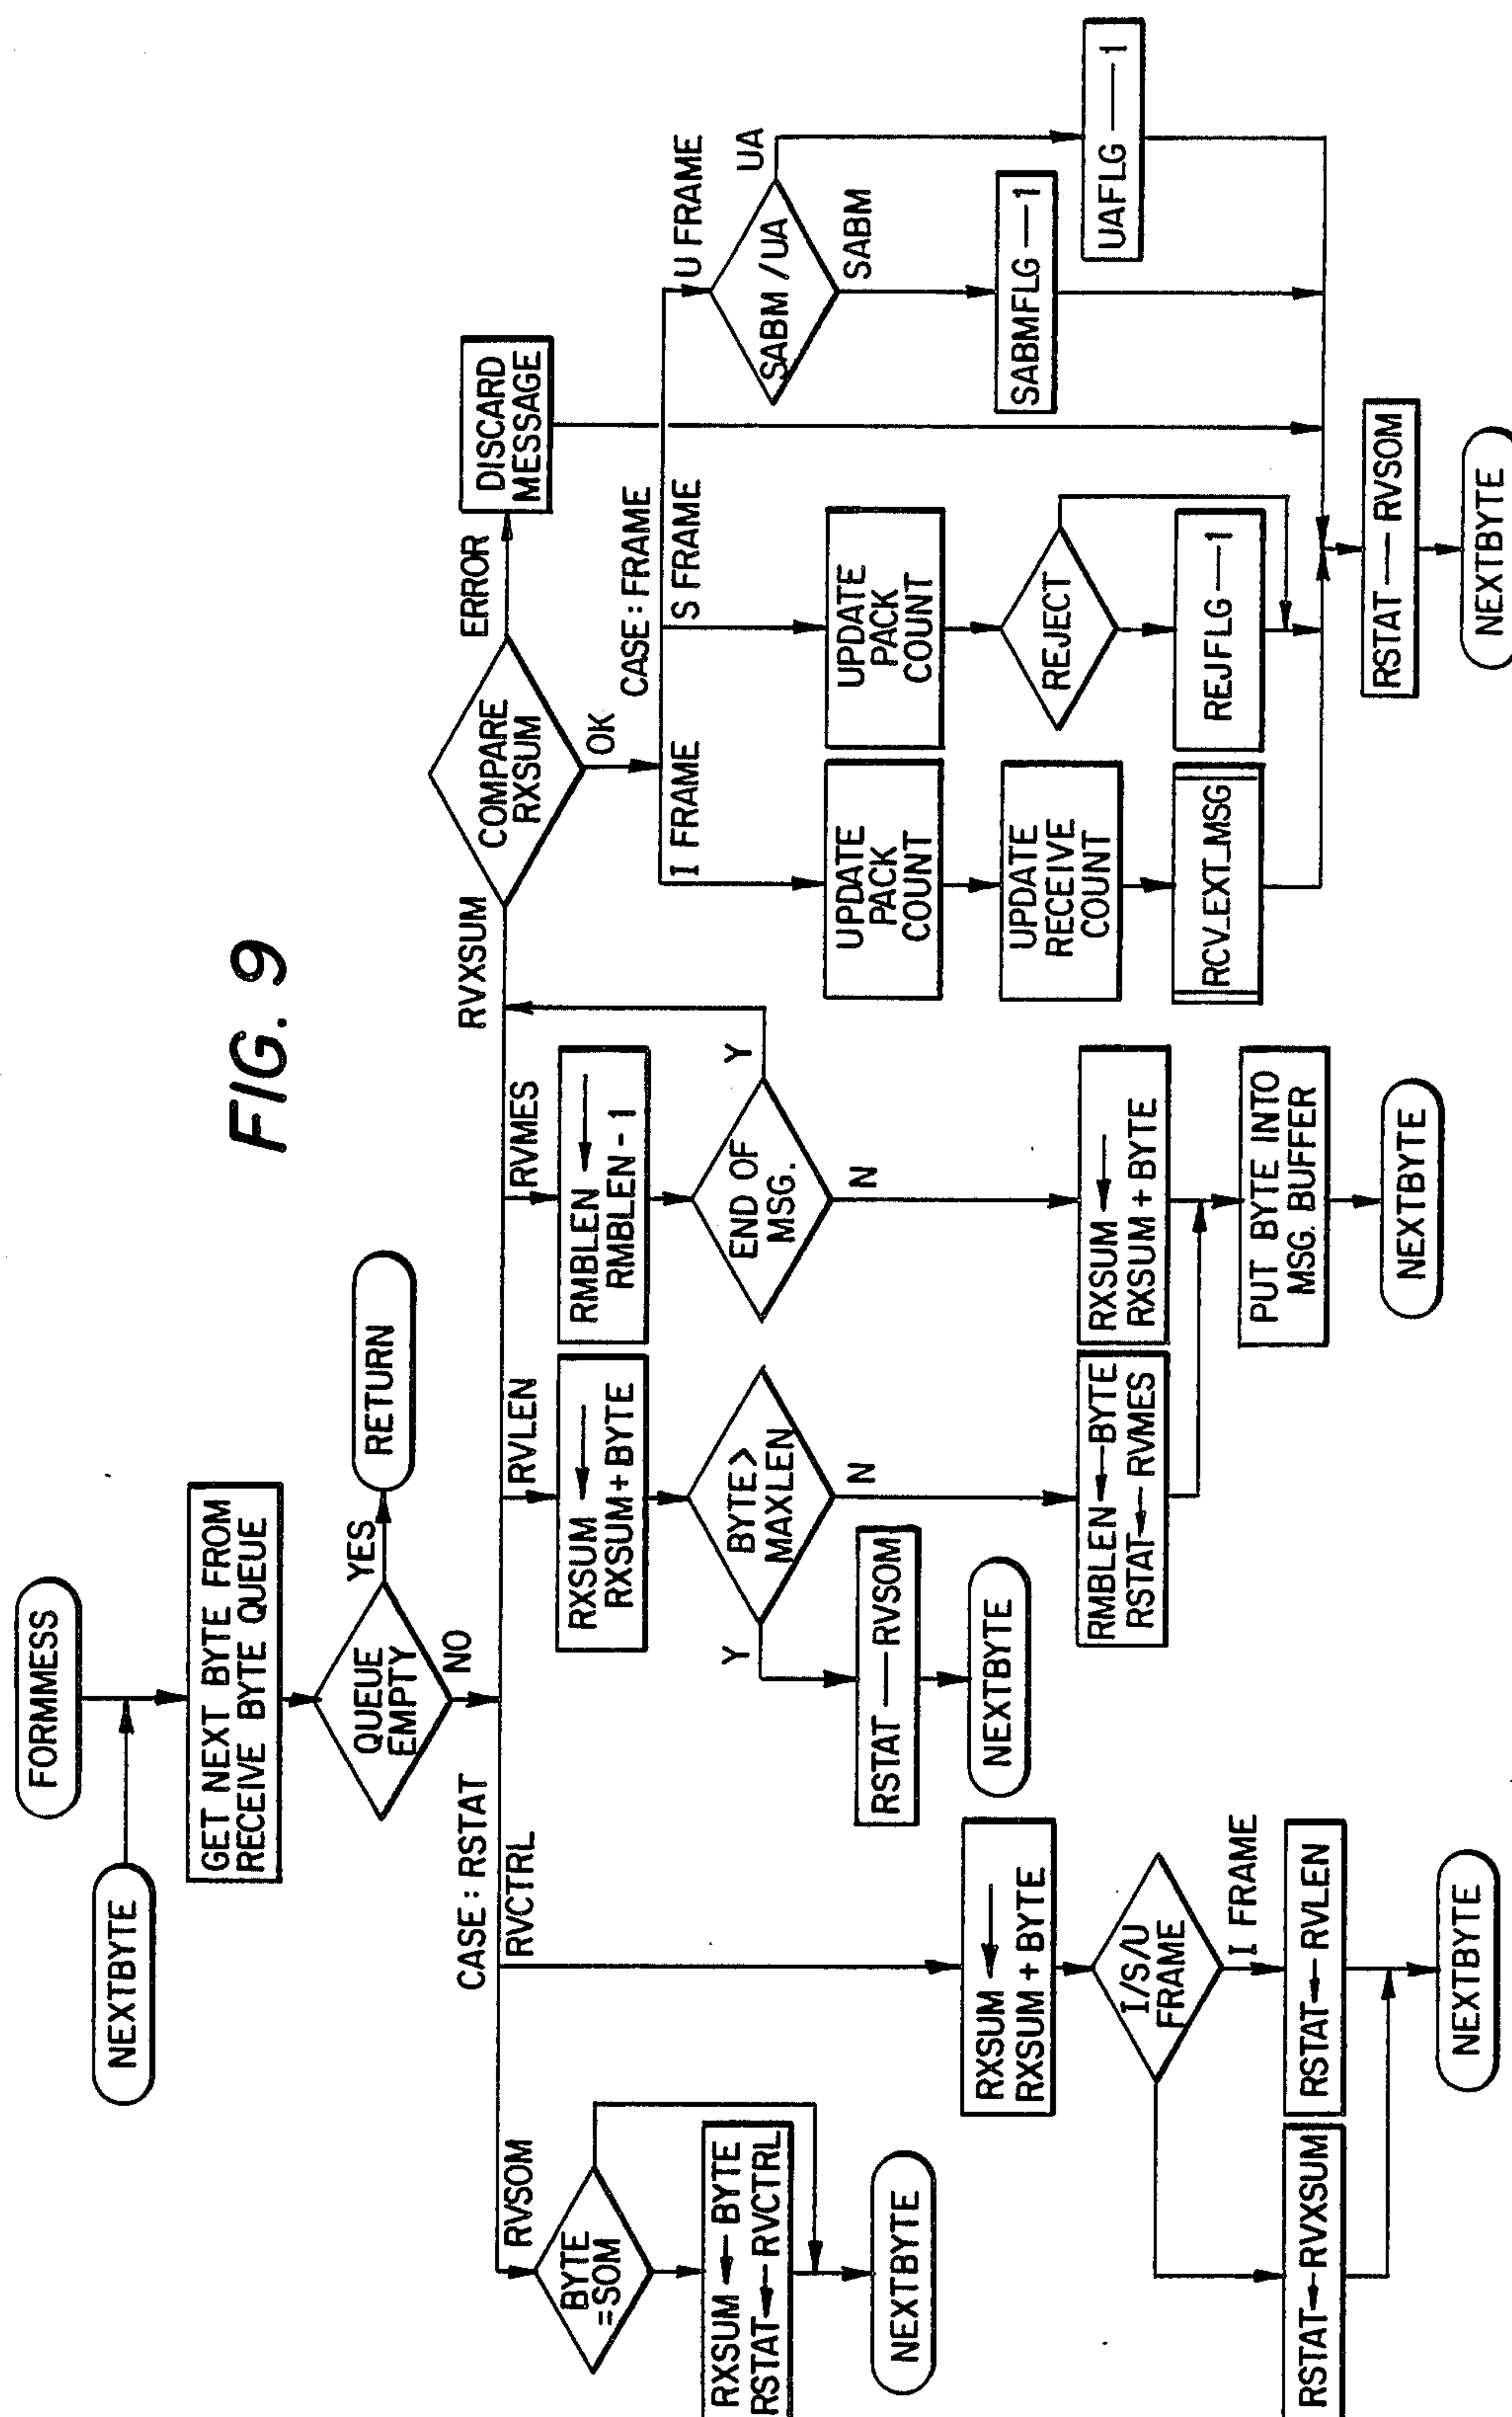 FIG. 9
FORMMESS
NEXTBYTE
GET NEXT BYTE FROM
RECEIVE BYTE QUEUE
QUEUE
EMPTY
YES
RETURN
NO
CASE : RSTAT
RVSOM
BYTE
=SOM
RXSUM ← BYTE
RSTAT ← RVCTRL
NEXTBYTE
RVCTRL
RXSUM ←
RXSUM + BYTE
I/S/U
FRAME
I FRAME
RSTAT ← RVXSUM
RSTAT ← RVLEN
NEXTBYTE
RVLEN
RXSUM ←
RXSUM + BYTE
BYTE >
MAXLEN
Y
N
RSTAT — RVSOM
NEXTBYTE
RMBLEN ← BYTE
RSTAT ← RVMES
RVMES
RMBLEN ←
RMBLEN - 1
END OF
MSG.
Y
N
RXSUM ←
RXSUM + BYTE
PUT BYTE INTO
MSG. BUFFER
NEXTBYTE
RVXSUM
COMPARE
RXSUM
ERROR
DISCARD
MESSAGE
OK
CASE : FRAME
I FRAME
UPDATE
PACK
COUNT
UPDATE
RECEIVE
COUNT
RCV_EXT_MSG
S FRAME
UPDATE
PACK
COUNT
REJECT
REJFLG — 1
U FRAME
SABM / UA
UA
SABM
SABMFLG — 1
UAFLG — 1
RSTAT — RVSOM
NEXTBYTE